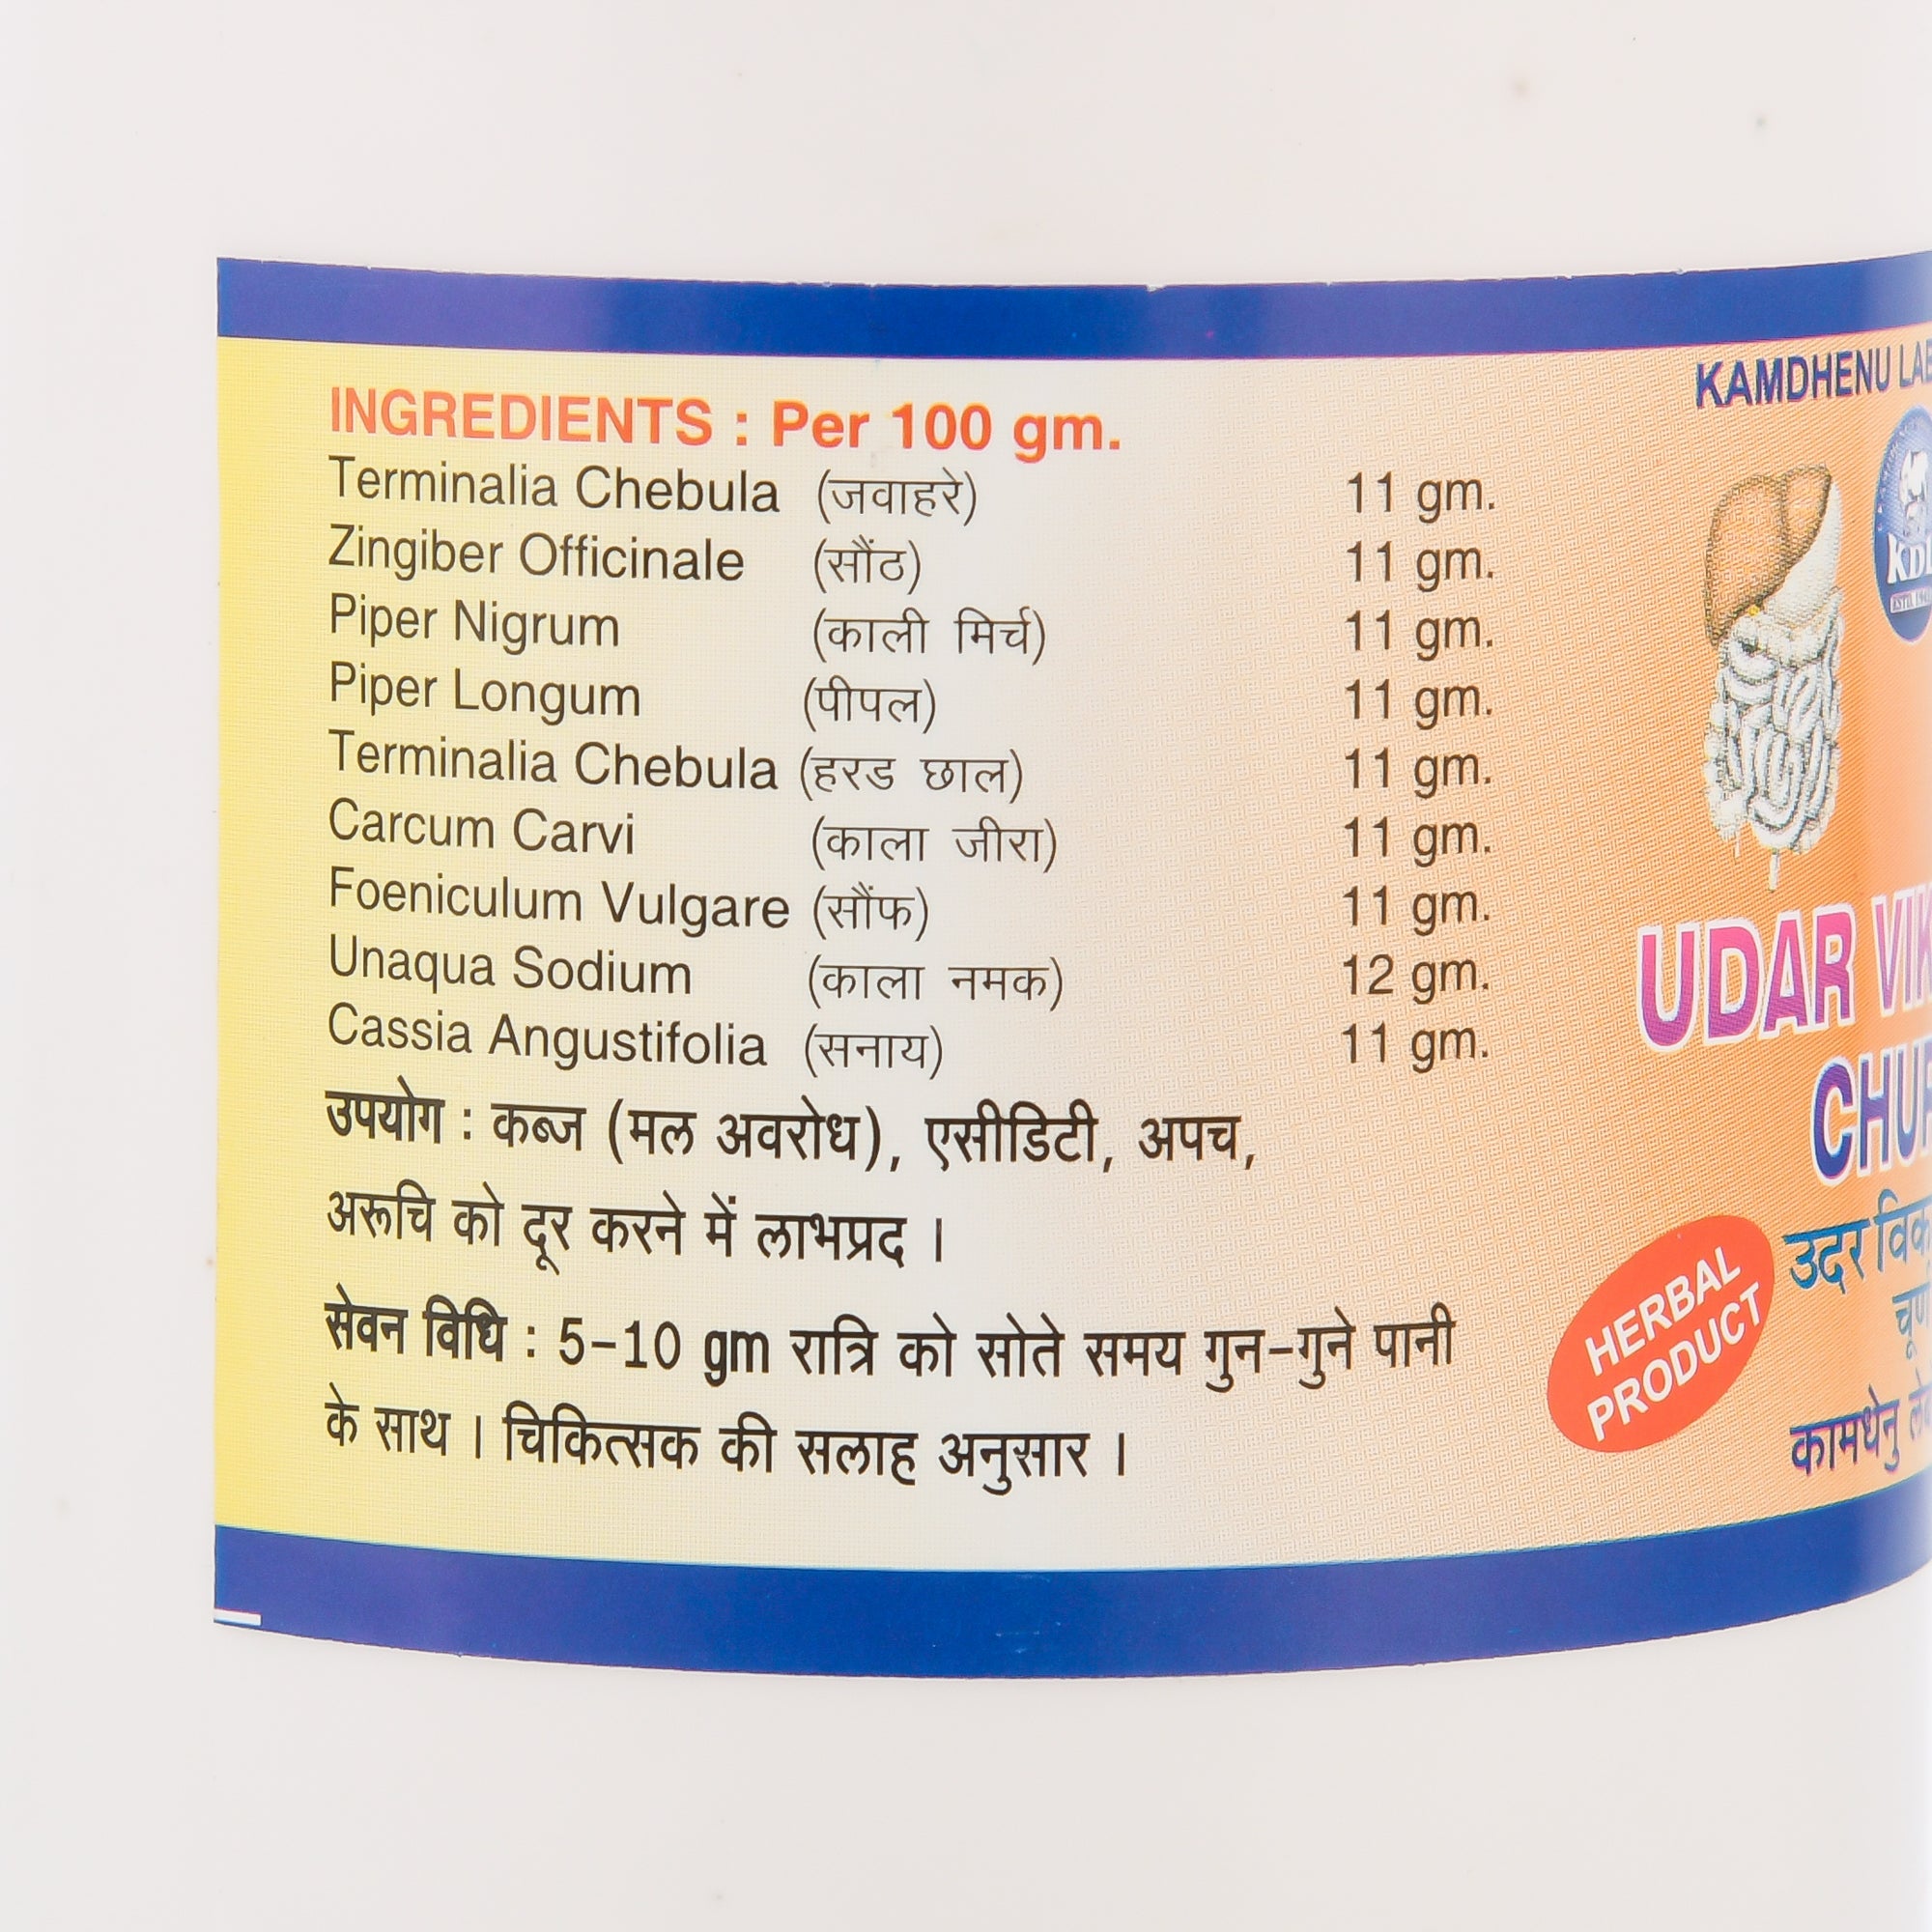 INGREDIENTS : Per 100 gm.
Terminalia Chebula (जवाहरे) 11 gm.
Zingiber Officinale (सौंठ) 11 gm.
Piper Nigrum (काली मिर्च) 11 gm.
Piper Longum (पीपल) 11 gm.
Terminalia Chebula (हरड छाल) 11 gm.
Carcum Carvi (काला जीरा) 11 gm.
Foeniculum Vulgare (सौंफ) 11 gm.
Unaqua Sodium (काला नमक) 12 gm.
Cassia Angustifolia (सनाय) 11 gm.
उपयोग : कब्ज (मल अवरोध), एसीडिटी, अपच,
अरूचि को दूर करने में लाभप्रद ।
सेवन विधि : 5-10 gm रात्रि को सोते समय गुन-गुने पानी
के साथ । चिकित्सक की सलाह अनुसार ।
KAMDHENU
UDAR
उदर
HERBAL
PRODUCT
कामधेनु